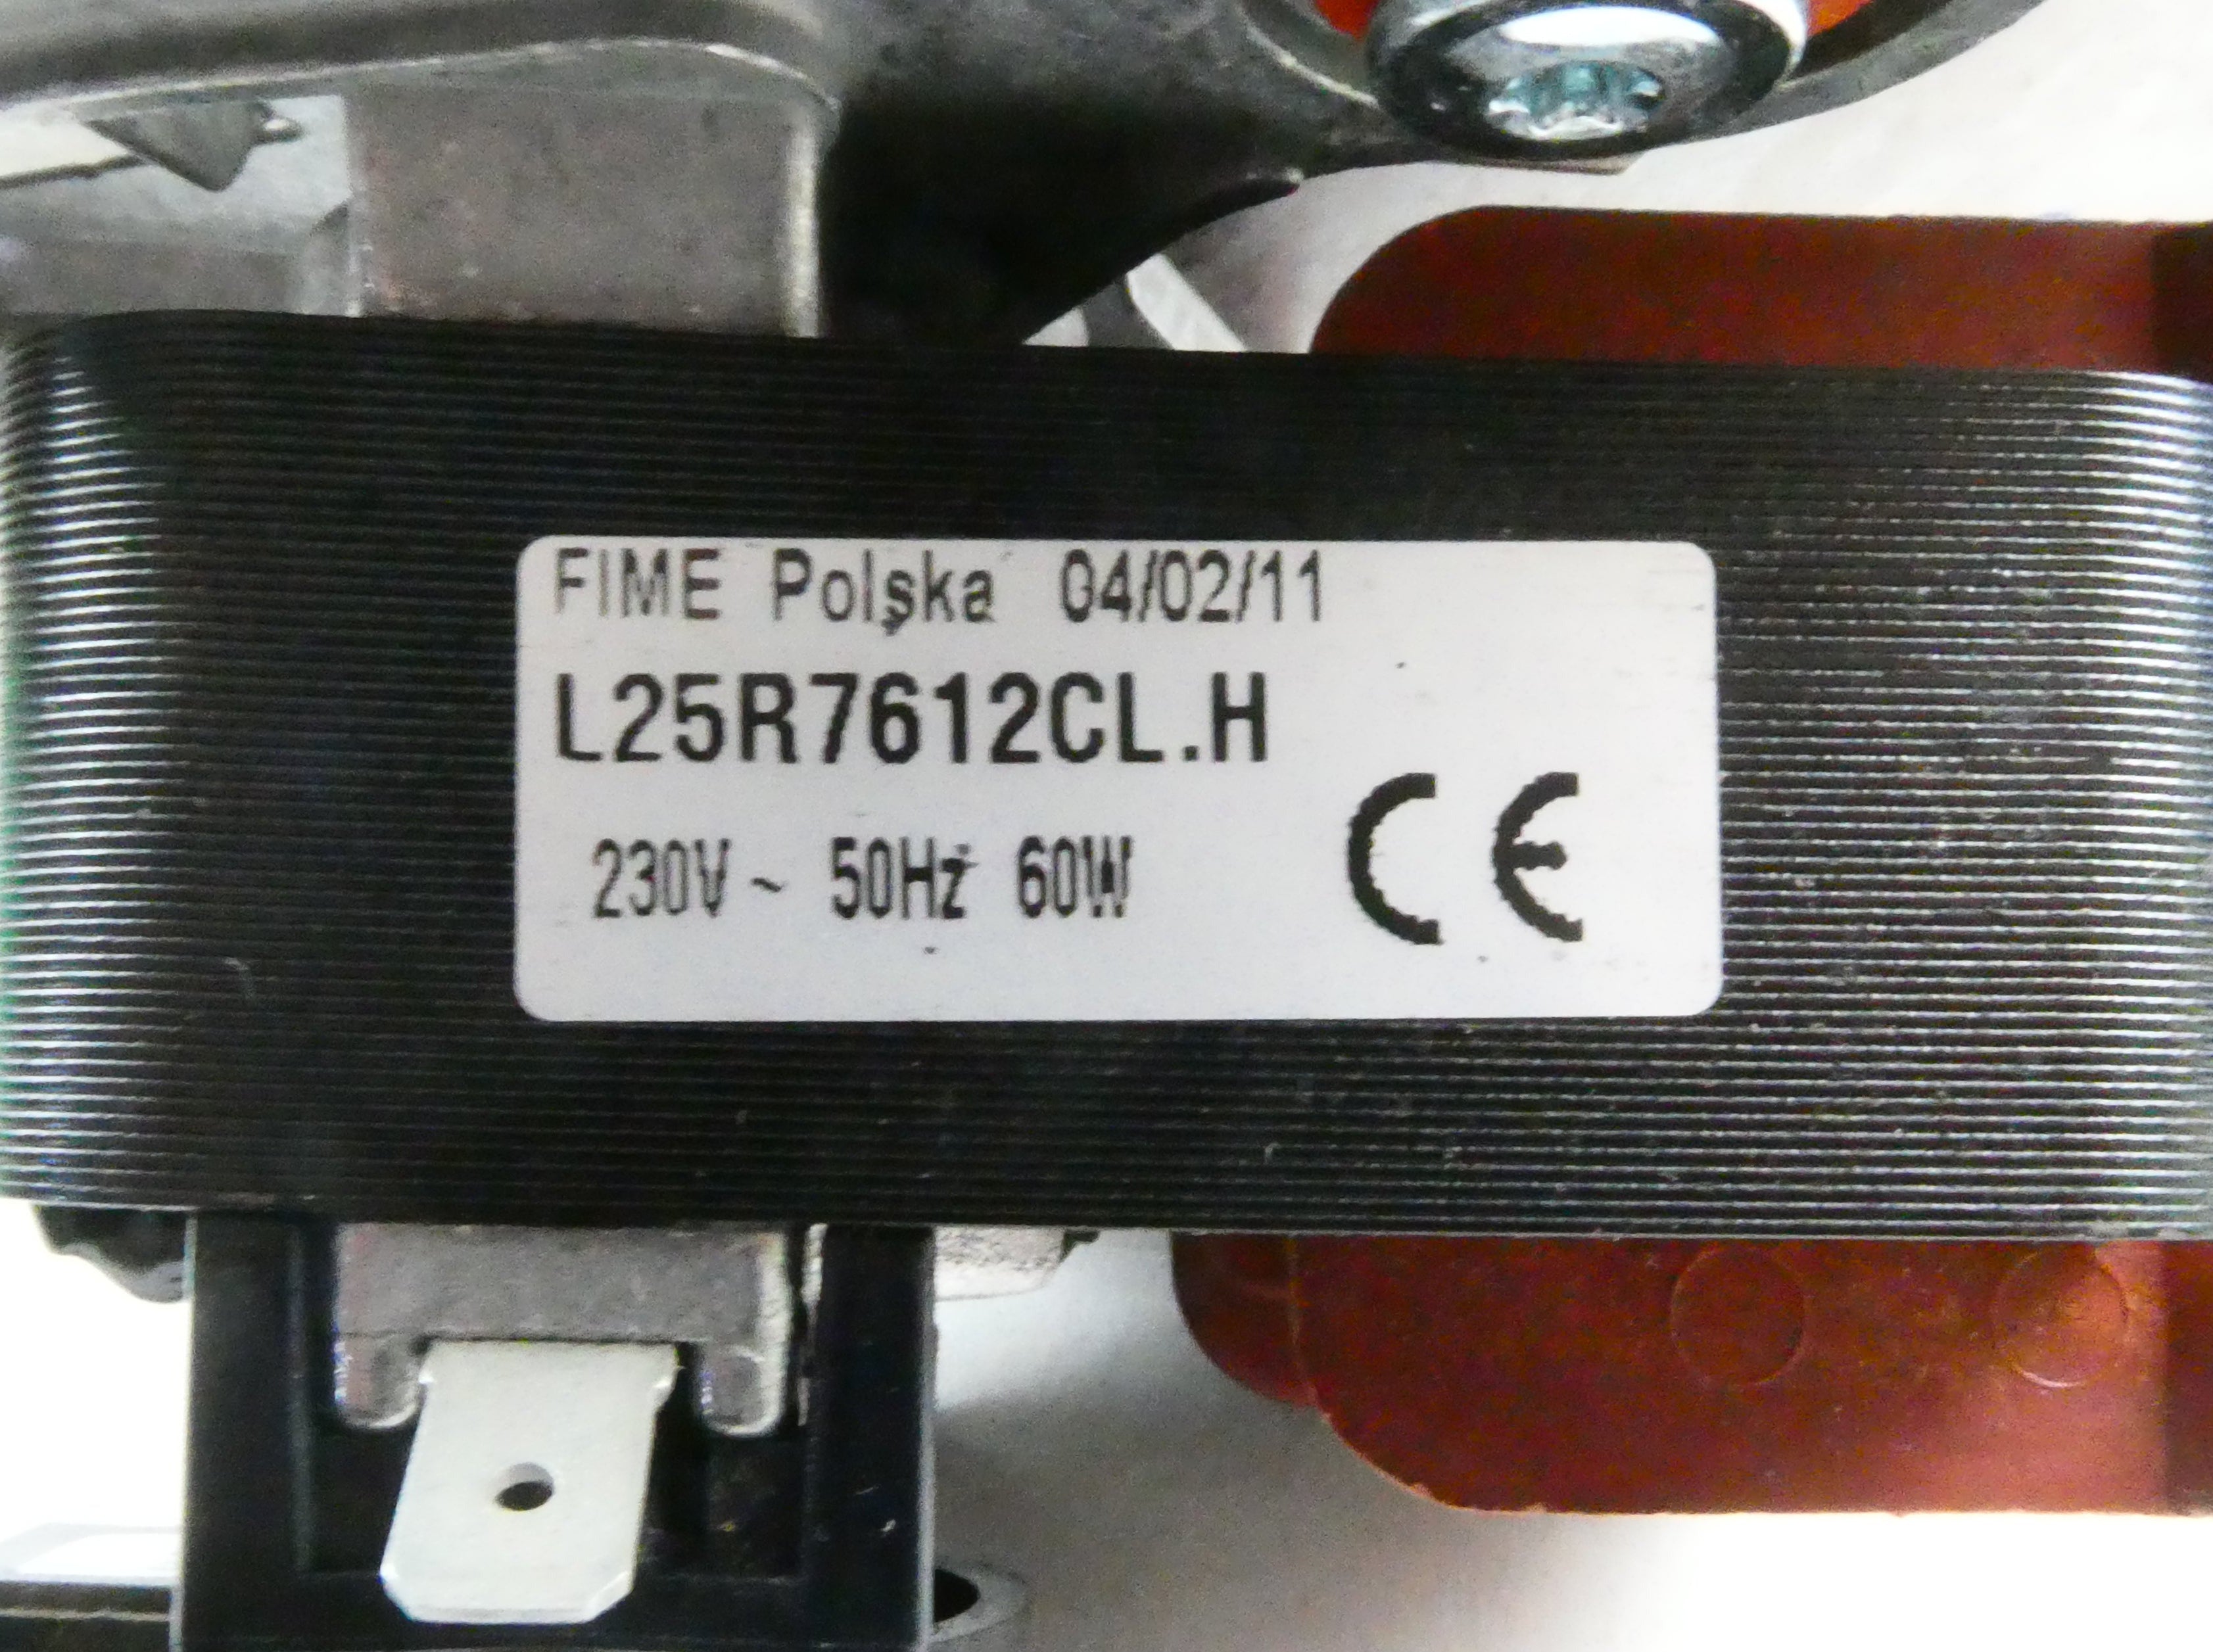 FIME Polska 04/02/11
L25R7612CL.H
230V ~ 50Hz 60W
CE